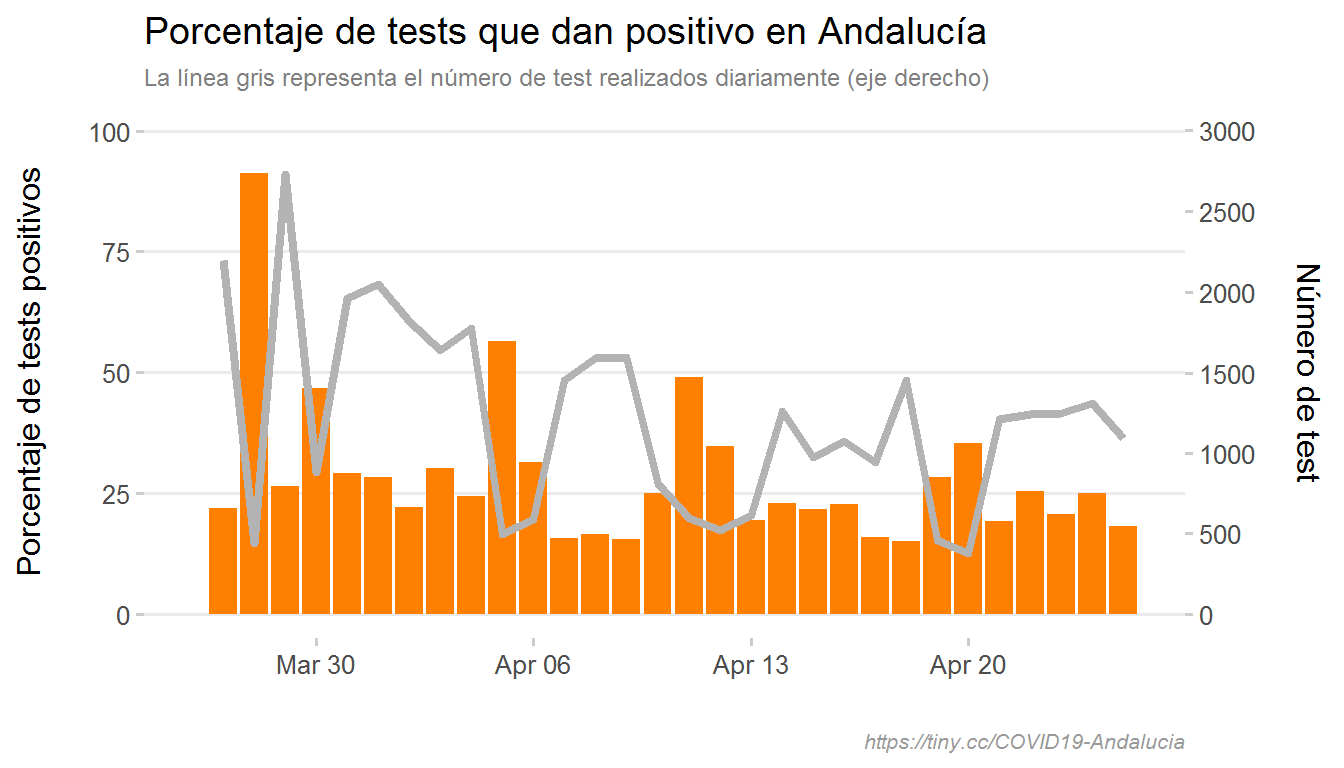 Porcentaje de tests que dan positivo en Andalucía
La línea gris representa el número de test realizados diariamente (eje derecho)
Porcentaje de tests positivos
100
75
50
25
0
3000
2500
2000
1500
1000
500
0
Número de test
Mar 30
Apr 06
Apr 13
Apr 20
https://tiny.cc/COVID19-Andalucia